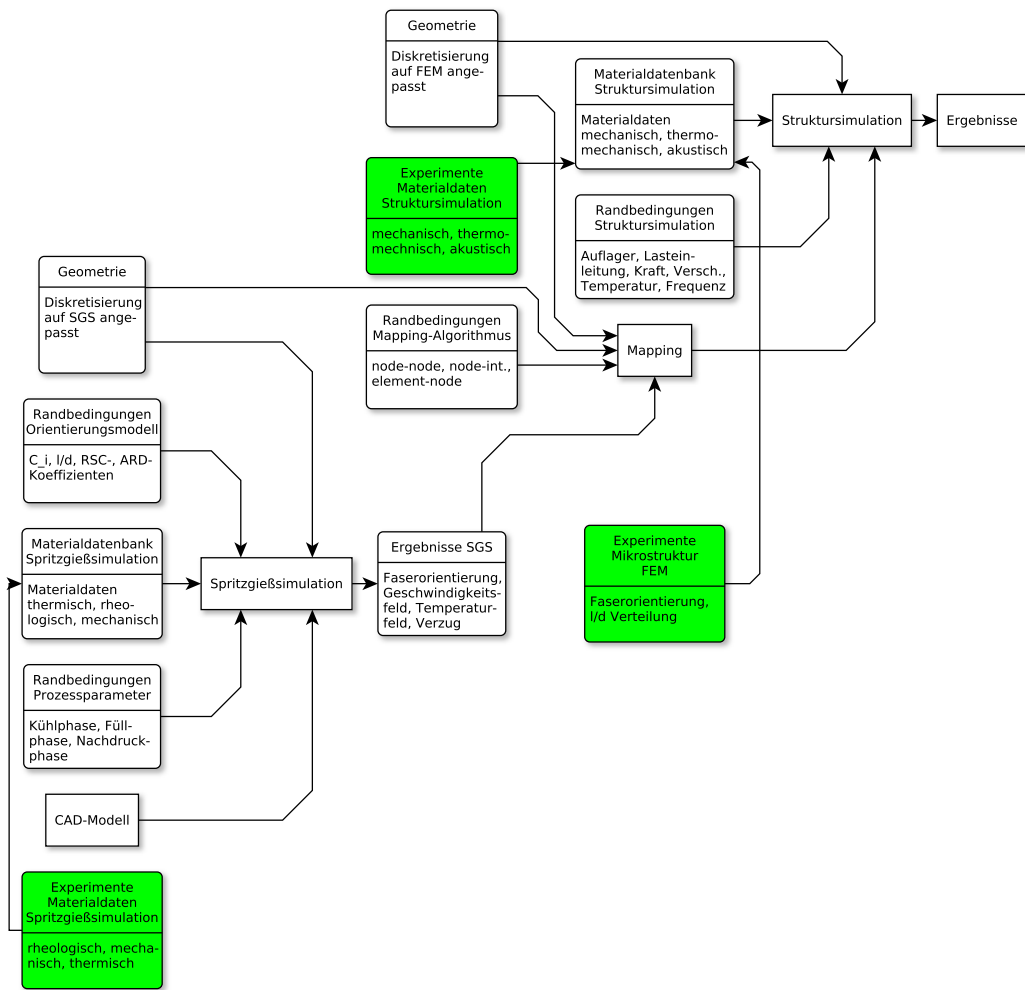 Geometrie
Diskretisierung
auf FEM ange-
passt
Materialdatenbank
Struktursimulation
Materialdaten
mechanisch, thermo-
mechanisch, akustisch
Struktursimulation
Ergebnisse
Experimente
Materialdaten
Struktursimulation
mechanisch, thermo-
mechnisch, akustisch
Randbedingungen
Struktursimulation
Auflager, Lastein-
leitung, Kraft, Versch.,
Temperatur, Frequenz
Geometrie
Diskretisierung
auf SGS ange-
passt
Randbedingungen
Mapping-Algorithmus
node-node, node-int.,
element-node
Mapping
Randbedingungen
Orientierungsmodell
C_i, l/d, RSC-, ARD-
Koeffizienten
Materialdatenbank
Spritzgießsimulation
Materialdaten
thermisch, rheo-
logisch, mechanisch
Spritzgießsimulation
Ergebnisse SGS
Faserorientierung,
Geschwindigkeits-
feld, Temperatur-
feld, Verzug
Experimente
Mikrostruktur
FEM
Faserorientierung,
l/d Verteilung
Randbedingungen
Prozessparameter
Kühlphase, Füll-
phase, Nachdruck-
phase
CAD-Modell
Experimente
Materialdaten
Spritzgießsimulation
rheologisch, mecha-
nisch, thermisch